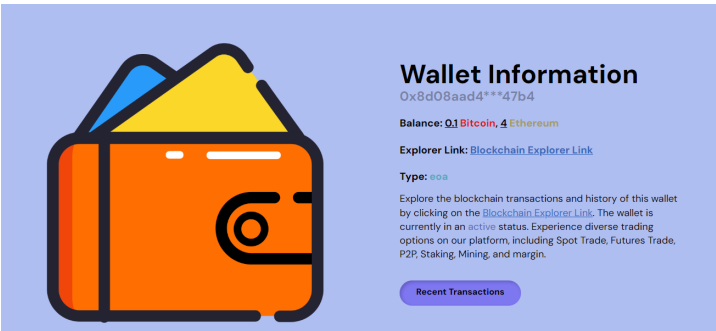 Wallet Information
0x8d08aad4***47b4
Balance: 0.1 Bitcoin, 4 Ethereum
Explorer Link: Blockchain Explorer Link
Type: eoa
Explore the blockchain transactions and history of this wallet
by clicking on the Blockchain Explorer Link. The wallet is
currently in an active status. Experience diverse trading
options on our platform, including Spot Trade, Futures Trade,
P2P, Staking, Mining, and margin.
Recent Transactions